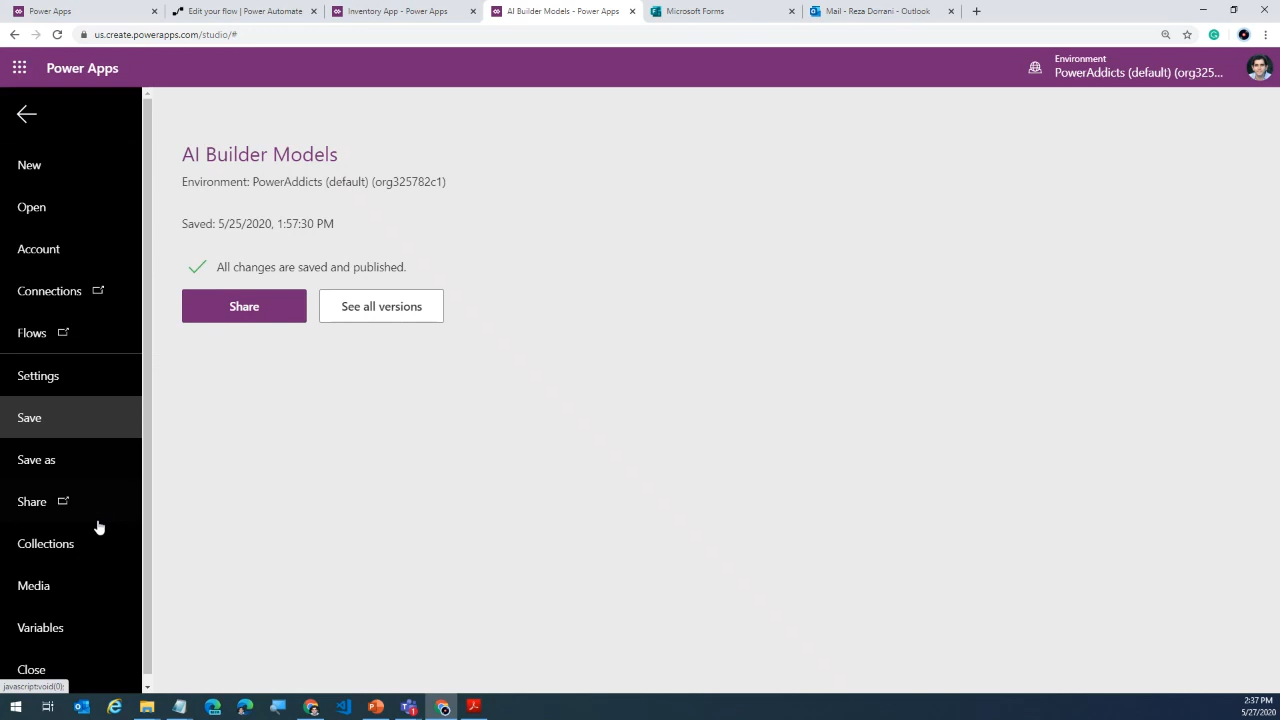 Power Apps
Edit your flow | Power Automate
Inventory App - Power Apps
AI Builder Models - Power Apps
Microsoft Forms
Mail - Reza Dorrani - Outlook
us.create.powerapps.com/studio/#
Power Apps
Environment
PowerAddicts (default) (org325...
New
Open
Account
Connections
Flows
Settings
Save
Save as
Share
Collections
Media
Variables
Close
AI Builder Models
Environment: PowerAddicts (default) (org325782c1)
Saved: 5/25/2020, 1:57:30 PM
All changes are saved and published.
Share
See all versions
javascript:void(0);
2:37 PM
5/27/2020